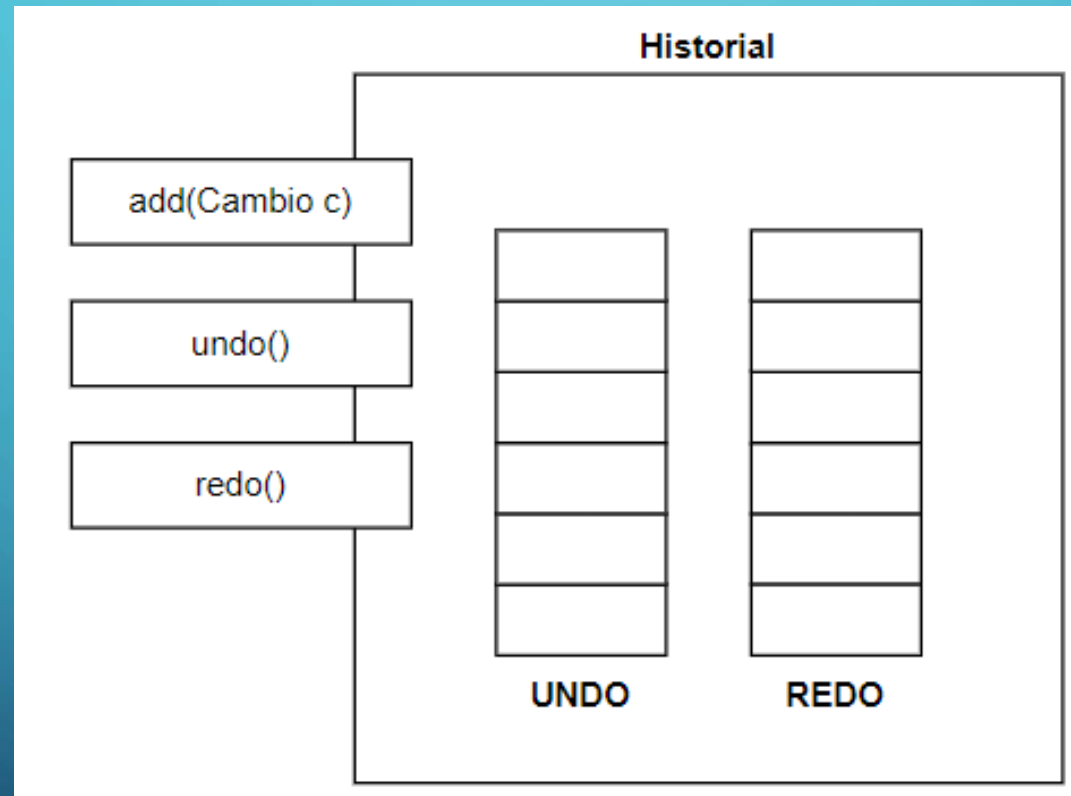 Historial
add(Cambio c)
undo()
redo()
UNDO
REDO